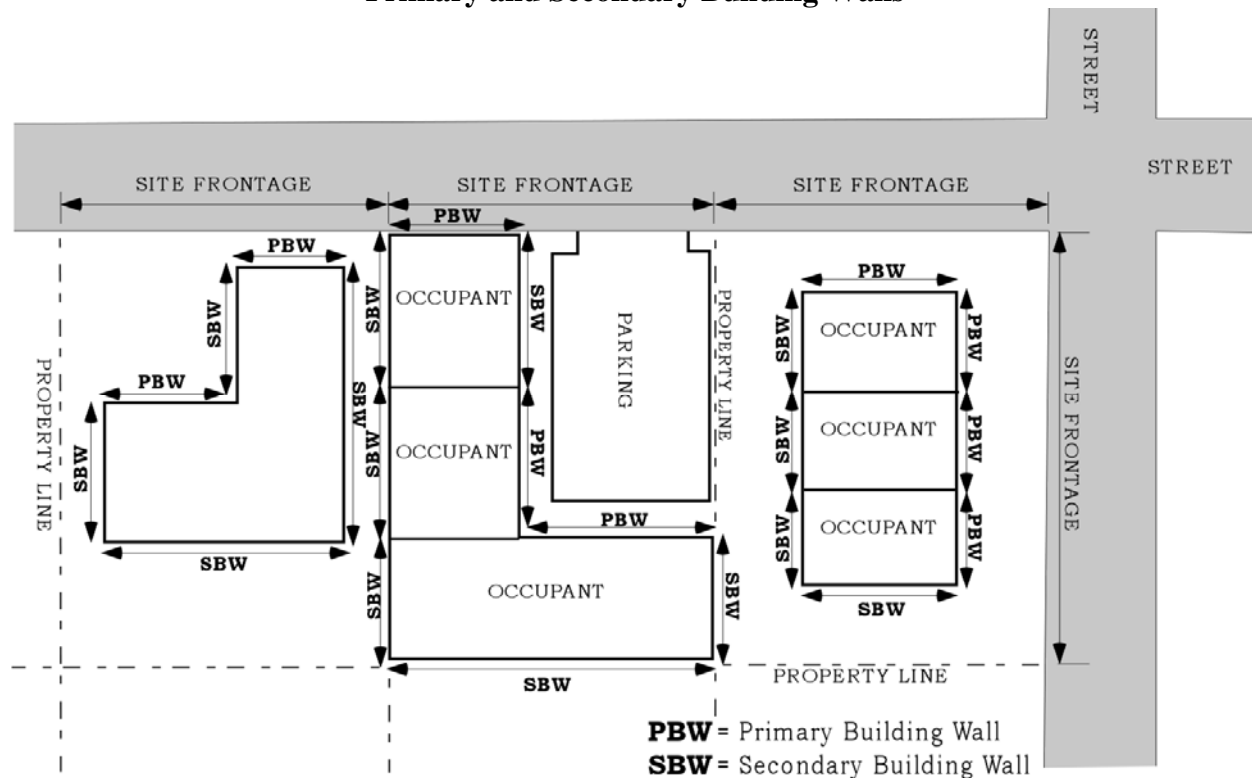 Primary and Secondary Building Walls
STREET
STREET
SITE FRONTAGE
SITE FRONTAGE
SITE FRONTAGE
PBW
PBW
PBW
SBW
SBW
SBW
SBW
OCCUPANT
PARKING
PROPERTY LINE
SBW
OCCUPANT
PBW
PROPERTY LINE
PBW
SBW
SBW
SBW
OCCUPANT
PBW
SBW
OCCUPANT
PBW
SITE FRONTAGE
PBW
SBW
OCCUPANT
PBW
SBW
SBW
OCCUPANT
SBW
SBW
SBW
PROPERTY LINE
PBW = Primary Building Wall
SBW = Secondary Building Wall